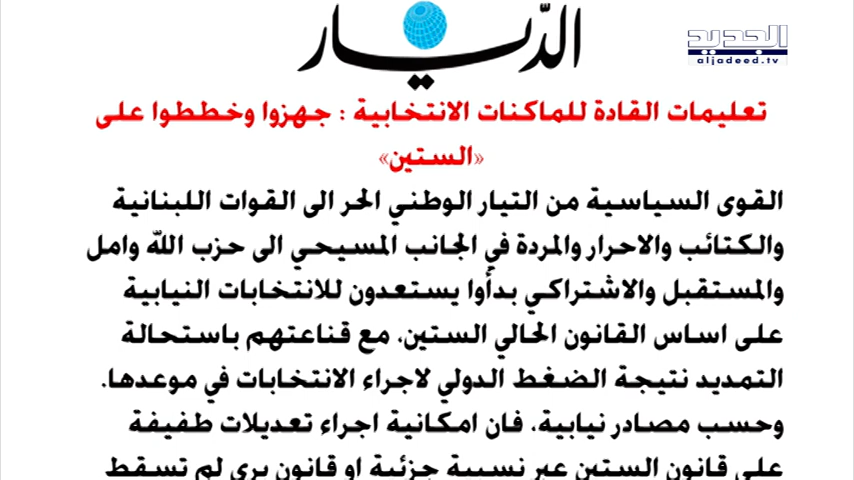 الديار
الجديد
aljadeed.tv
تعليمات القادة للماكنات الانتخابية : جهزوا وخططوا على
«الستين»
القوى السياسية من التيار الوطني الحر الى القوات اللبنانية
والكتائب والاحرار والمردة في الجانب المسيحي الى حزب الله وامل
والمستقبل والاشتراكي بدأوا يستعدون للانتخابات النيابية
على اساس القانون الحالي الستين، مع قناعتهم باستحالة
التمديد نتيجة الضغط الدولي لاجراء الانتخابات في موعدها.
وحسب مصادر نيابية، فان امكانية اجراء تعديلات طفيفة
على قانون الستين عبر نسبية جزئية او قانون بري لم تسقط